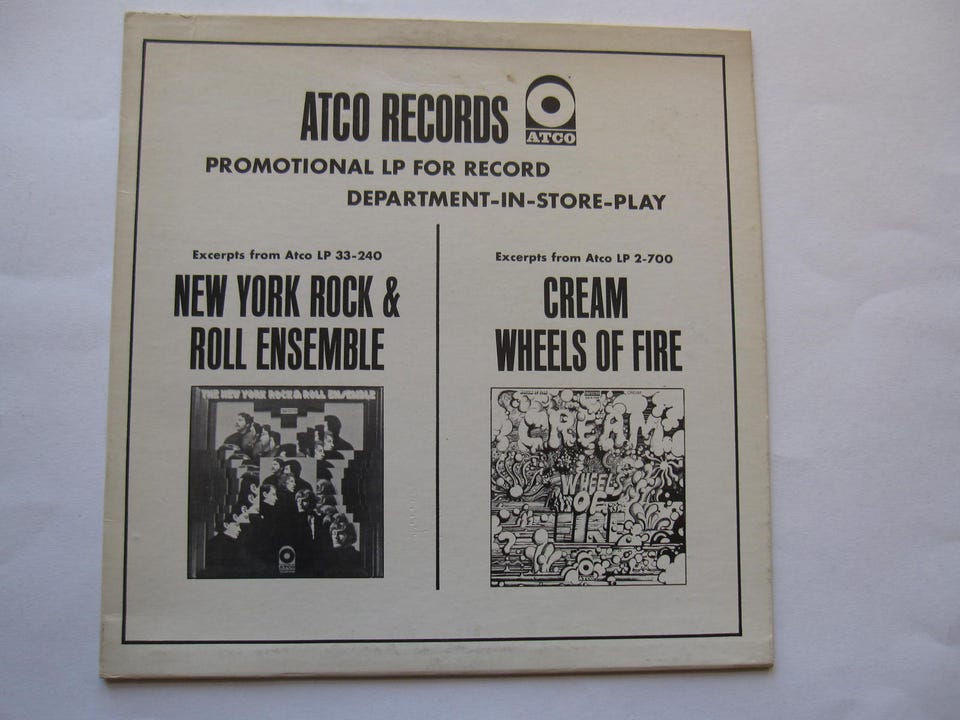 ATCO RECORDS
ATCO
PROMOTIONAL LP FOR RECORD
DEPARTMENT-IN-STORE-PLAY
Excerpts from Atco LP 33-240
NEW YORK ROCK &
ROLL ENSEMBLE
THE NEW YORK ROCK & ROLL ENSEMBLE
Excerpts from Atco LP 2-700
CREAM
WHEELS OF FIRE
CREAM
WHEELS
OF
FIRE
ATCO